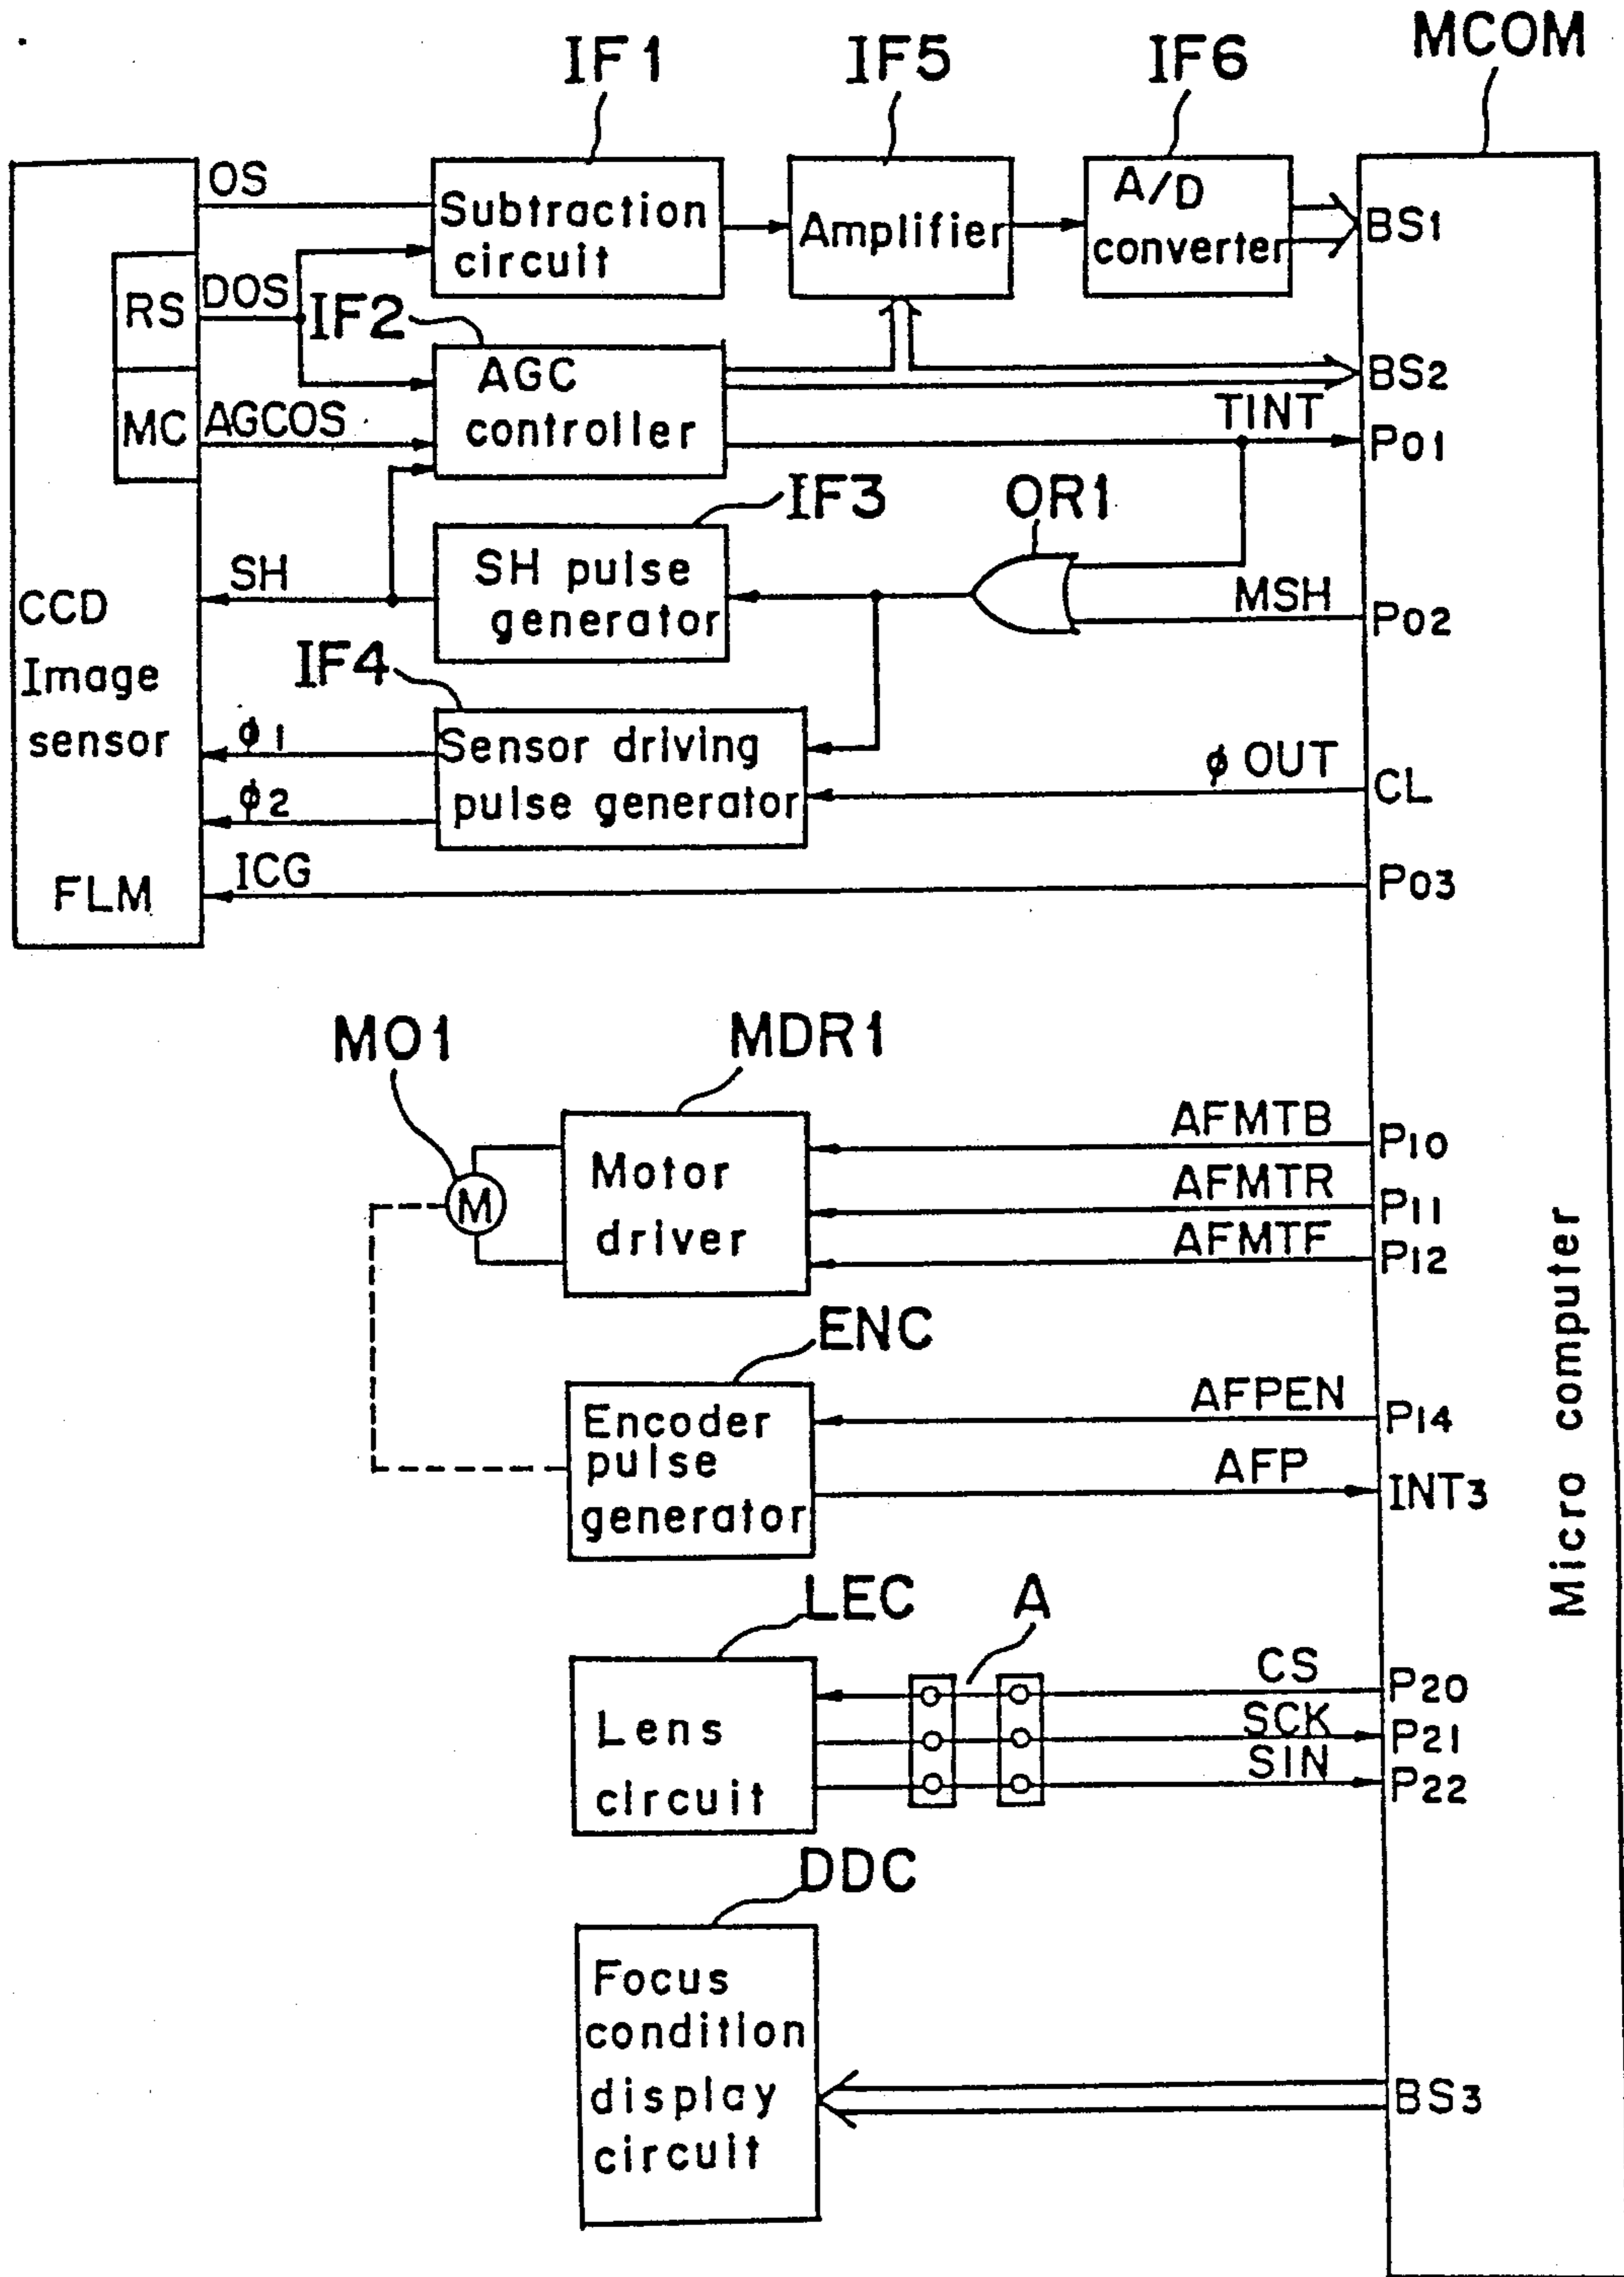 IF1
IF5
IF6
MCOM
OS
Subtraction
circuit
Amplifier
A/D
converter
BS1
RS
DOS
IF2
AGC
controller
BS2
MC
AGCOS
TINT
P01
IF3
OR1
SH
SH pulse
generator
MSH
P02
CCD
Image
sensor
IF4
φ1
Sensor driving
pulse generator
φOUT
CL
φ2
FLM
ICG
P03
MO1
MDR1
M
Motor
driver
AFMTB
P10
AFMTR
P11
AFMTF
P12
Micro computer
ENC
Encoder
pulse
generator
AFPEN
P14
AFP
INT3
LEC
A
Lens
circuit
CS
P20
SCK
P21
SIN
P22
DDC
Focus
condition
display
circuit
BS3